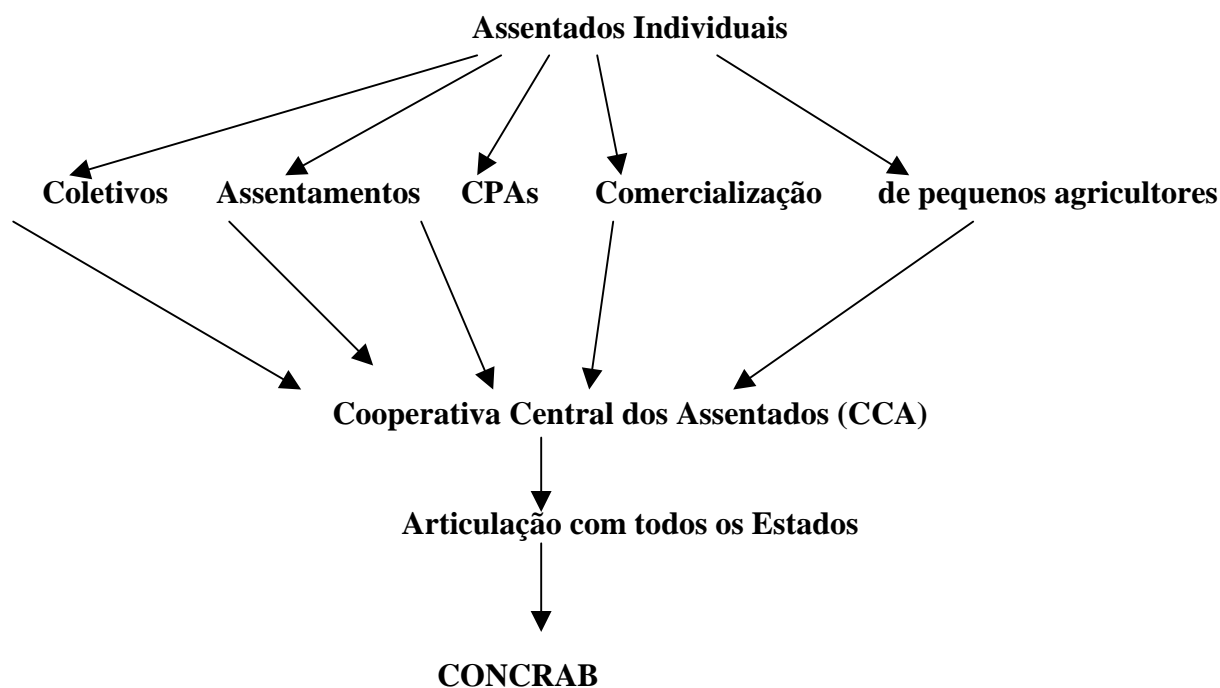 Assentados Individuais
Coletivos Assentamentos CPAs Comercialização de pequenos agricultores
Cooperativa Central dos Assentados (CCA)
Articulação com todos os Estados
CONCRAB